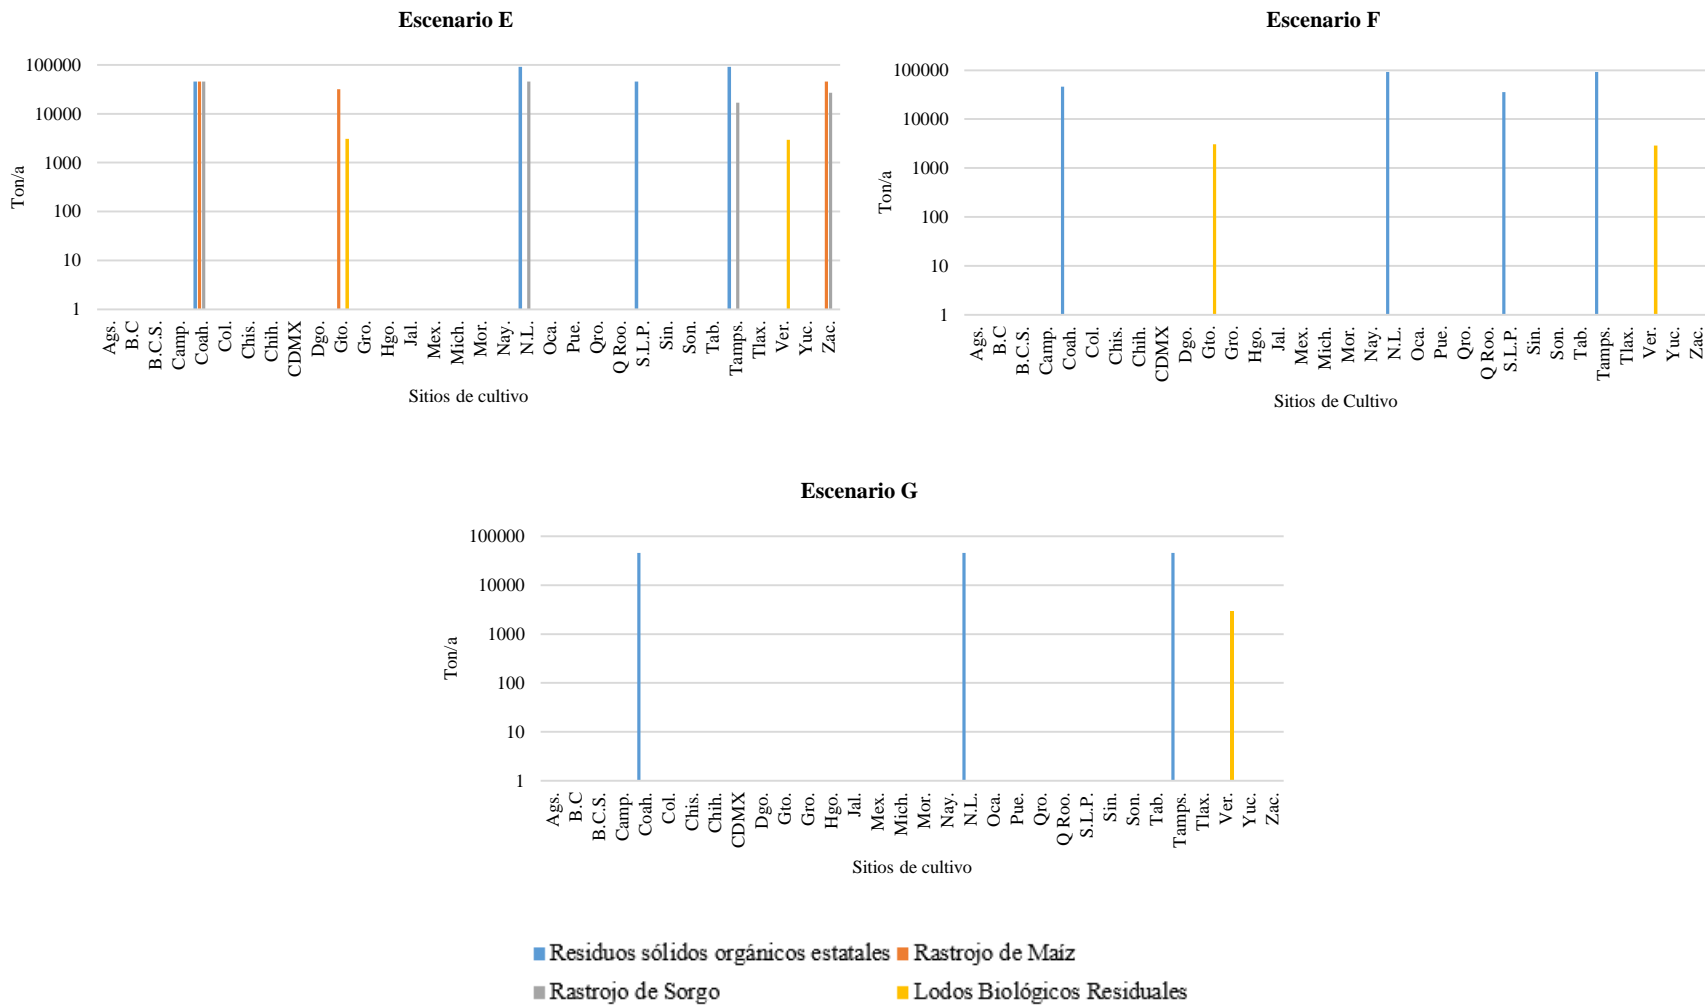 Escenario E
100000
10000
1000
100
10
1
Ton/a
Ags.
B.C
B.C.S.
Camp.
Coah.
Col.
Chis.
Chih.
CDMX
Dgo.
Gto.
Gro.
Hgo.
Jal.
Mex.
Mich.
Mor.
Nay.
N.L.
Oca.
Pue.
Qro.
Q Roo.
S.L.P.
Sin.
Son.
Tab.
Tamps.
Tlax.
Ver.
Yuc.
Zac.
Sitios de cultivo
Escenario F
100000
10000
1000
100
10
1
Ton/a
Ags.
B.C
B.C.S.
Camp.
Coah.
Col.
Chis.
Chih.
CDMX
Dgo.
Gto.
Gro.
Hgo.
Jal.
Mex.
Mich.
Mor.
Nay.
N.L.
Oca.
Pue.
Qro.
Q Roo.
S.L.P.
Sin.
Son.
Tab.
Tamps.
Tlax.
Ver.
Yuc.
Zac.
Sitios de Cultivo
Escenario G
100000
10000
1000
100
10
1
Ton/a
Ags.
B.C
B.C.S.
Camp.
Coah.
Col.
Chis.
Chih.
CDMX
Dgo.
Gto.
Gro.
Hgo.
Jal.
Mex.
Mich.
Mor.
Nay.
N.L.
Oca.
Pue.
Qro.
Q Roo.
S.L.P.
Sin.
Son.
Tab.
Tamps.
Tlax.
Ver.
Yuc.
Zac.
Sitios de cultivo
Residuos sólidos orgánicos estatales
Rastrojo de Maíz
Rastrojo de Sorgo
Lodos Biológicos Residuales